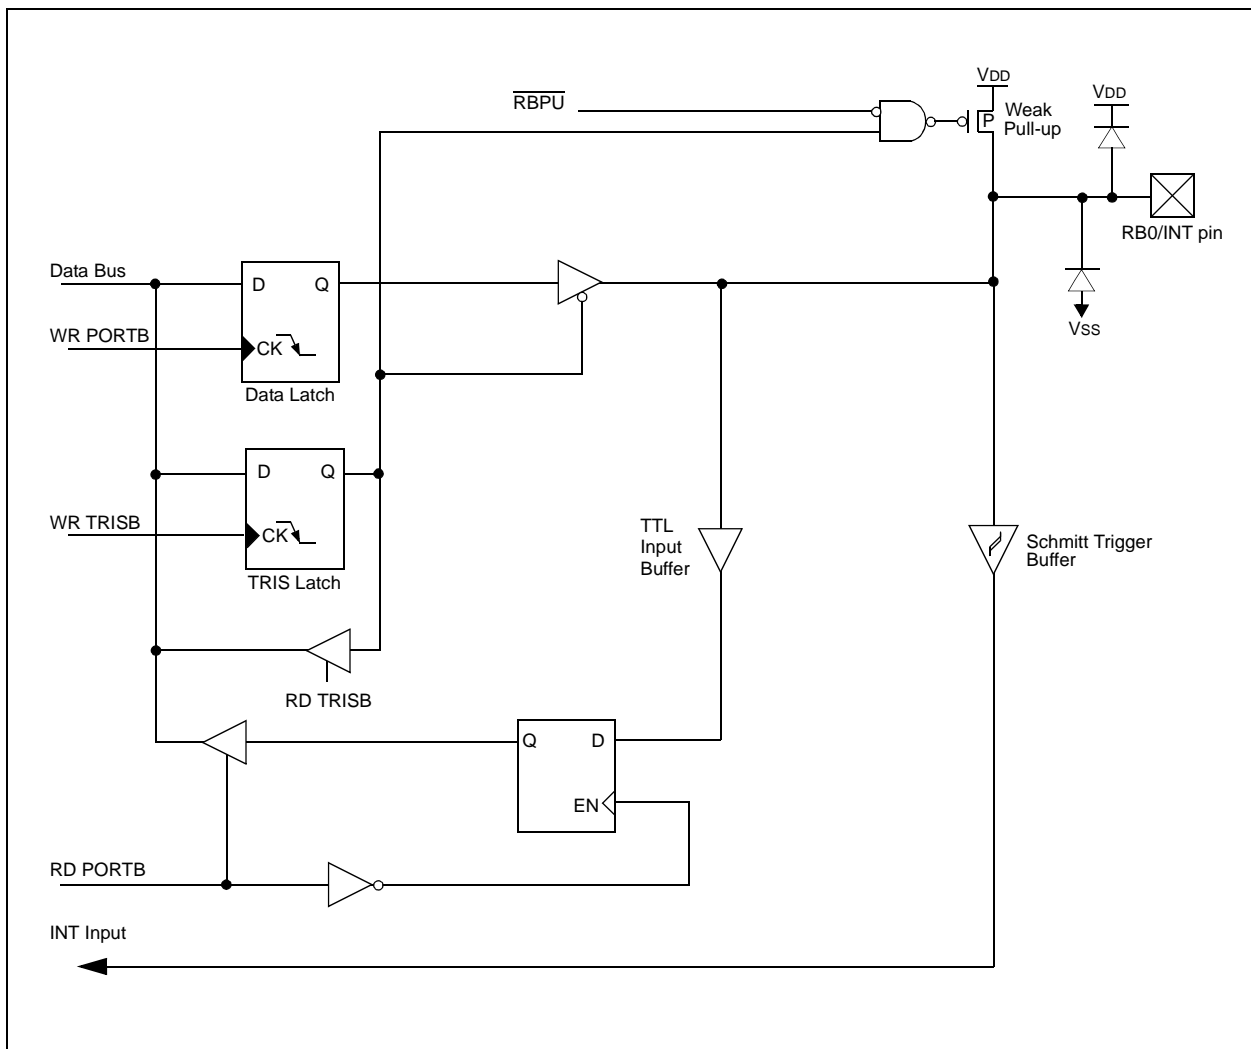 VDD
VDD
RBPU
P
Weak
Pull-up
RB0/INT pin
Data Bus
D
Q
WR PORTB
CK
Data Latch
VSS
D
Q
WR TRISB
CK
TRIS Latch
TTL
Input
Buffer
Schmitt Trigger
Buffer
RD TRISB
Q
D
EN
RD PORTB
INT Input